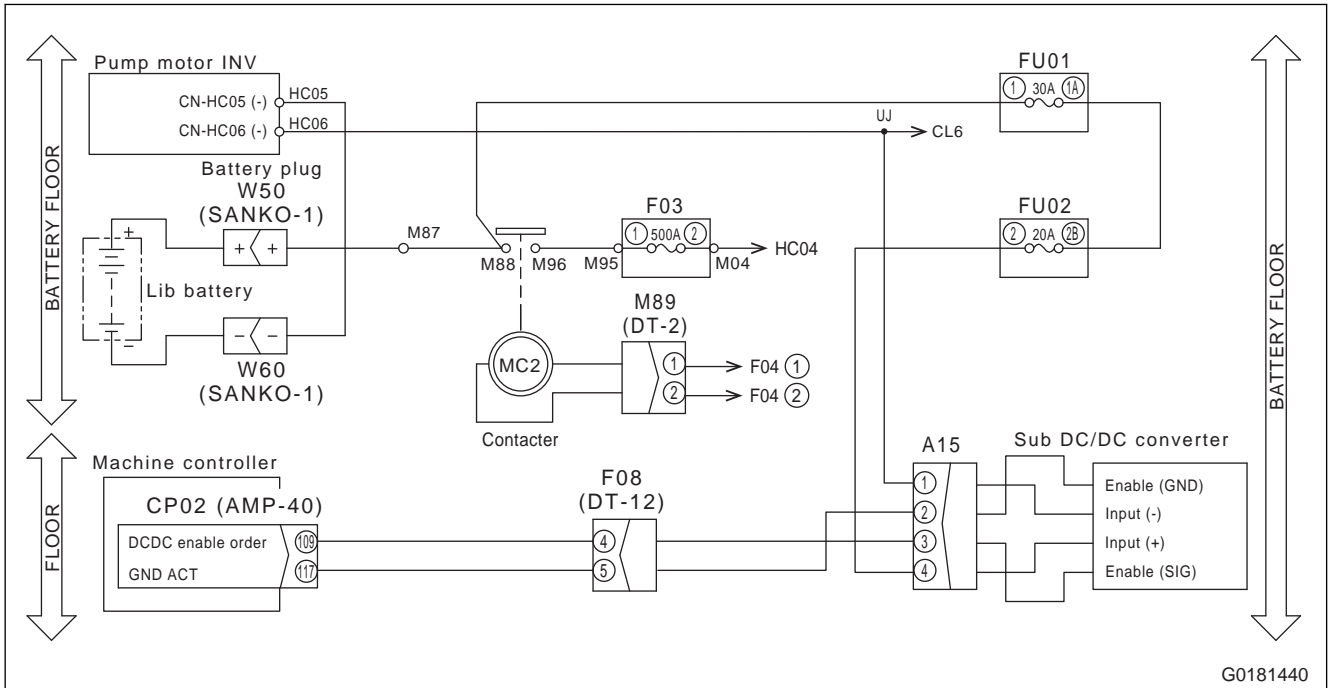 Pump motor INV
CN-HC05 (-)
HC05
CN-HC06 (-)
HC06
BATTERY FLOOR
Battery plug
W50
(SANKO-1)
+ +
+
Lib battery
-
- -
W60
(SANKO-1)
M87
M88
M96
M95
F03
1 500A 2
M04
HC04
MC2
Contacter
M89
(DT-2)
1
F04 1
2
F04 2
UJ
CL6
FU01
1 30A 1A
FU02
2 20A 2B
BATTERY FLOOR
FLOOR
Machine controller
CP02 (AMP-40)
DCDC enable order
109
GND ACT
117
F08
(DT-12)
4
5
A15
1
2
3
4
Sub DC/DC converter
Enable (GND)
Input (-)
Input (+)
Enable (SIG)
G0181440